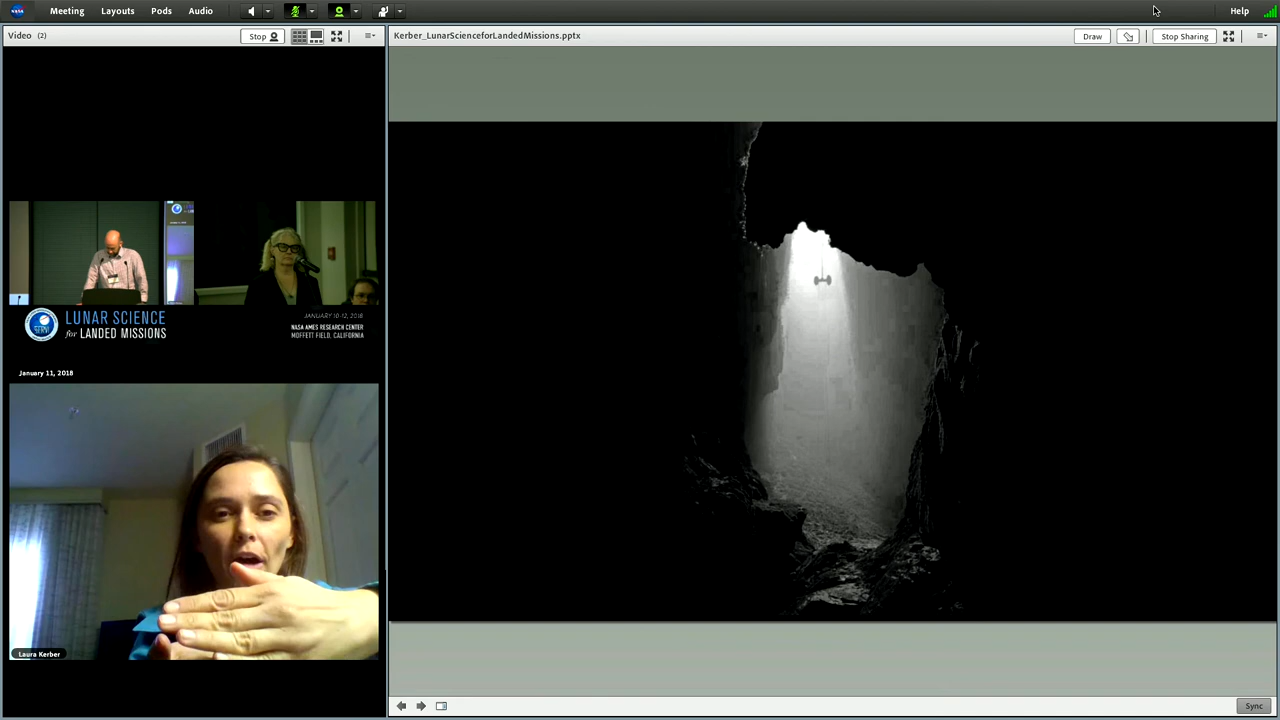 Meeting Layouts Pods Audio Help
Video (2) Stop
Kerber_LunarScienceforLandedMissions.pptx Draw Stop Sharing
LUNAR SCIENCE
for LANDED MISSIONS
JANUARY 10-12, 2018
NASA AMES RESEARCH CENTER
MOFFETT FIELD, CALIFORNIA
January 11, 2018
Laura Kerber
Sync